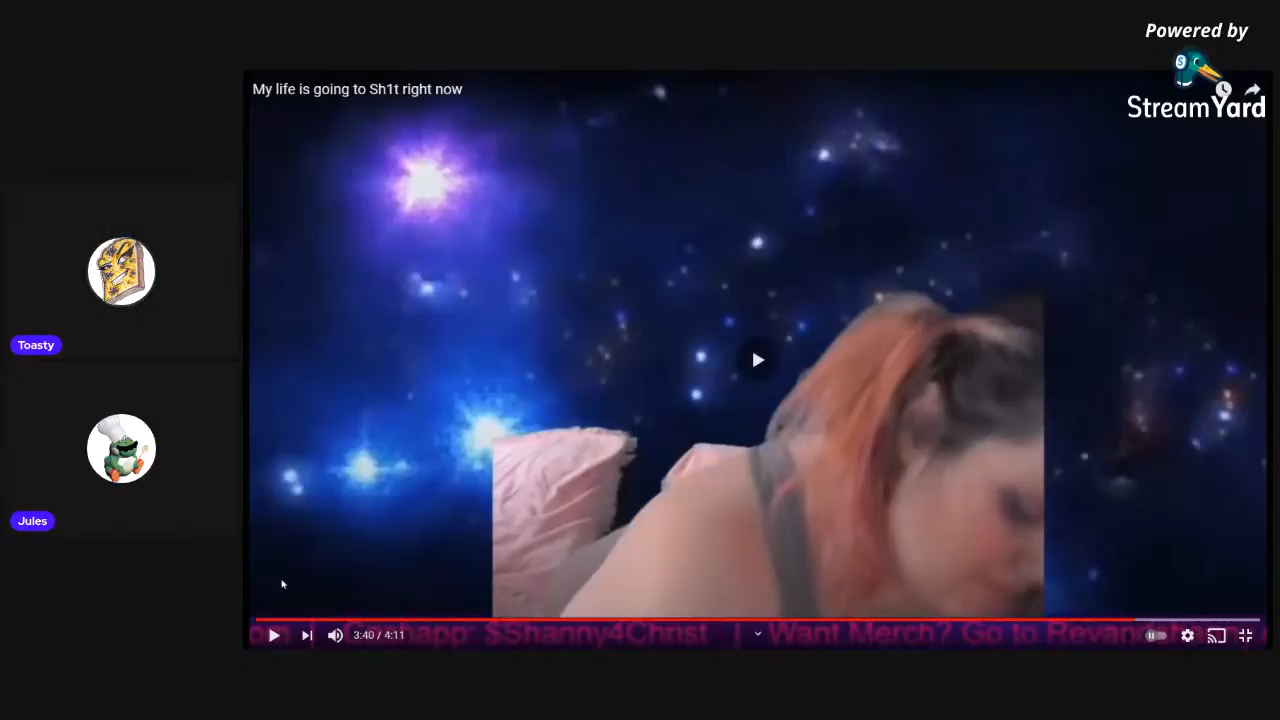 Powered by
StreamYard
My life is going to Sh1t right now
Toasty
Jules
3:40 / 4:11
Cashapp: $Shanny4Christ | Want Merch? Go to